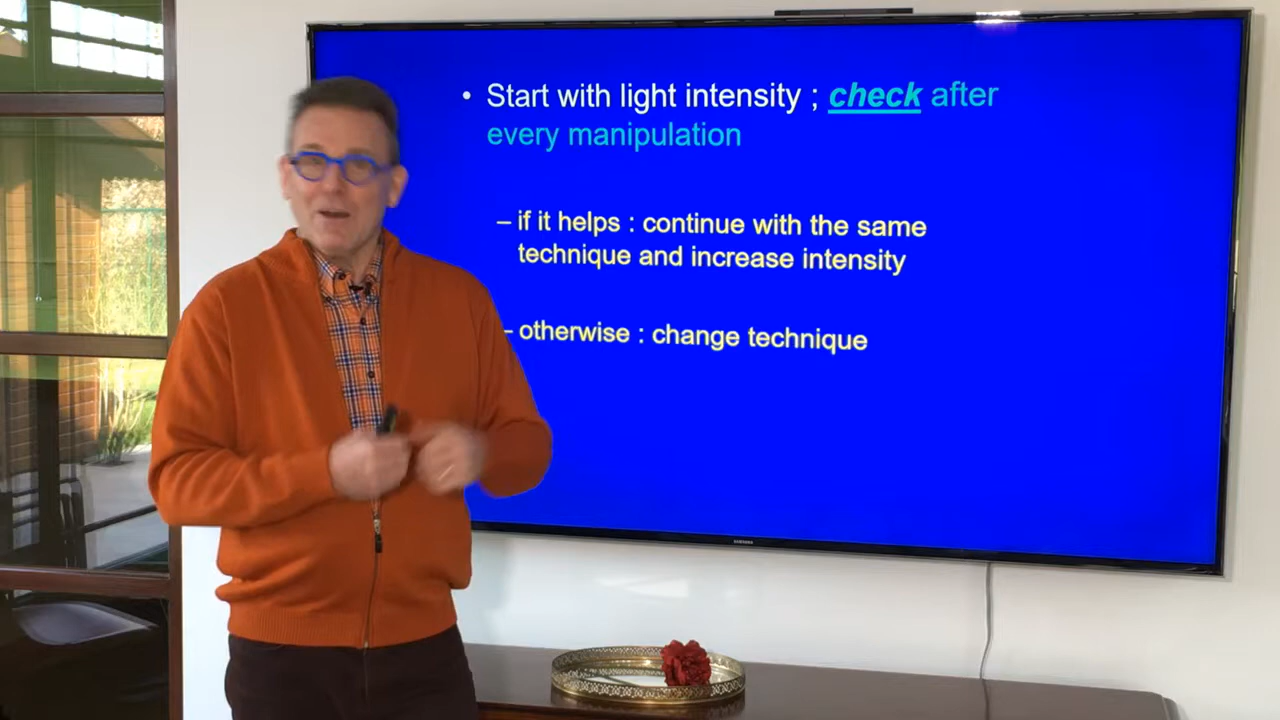 • Start with light intensity ; check after
every manipulation
– if it helps : continue with the same
technique and increase intensity
– otherwise : change technique
SAMSUNG